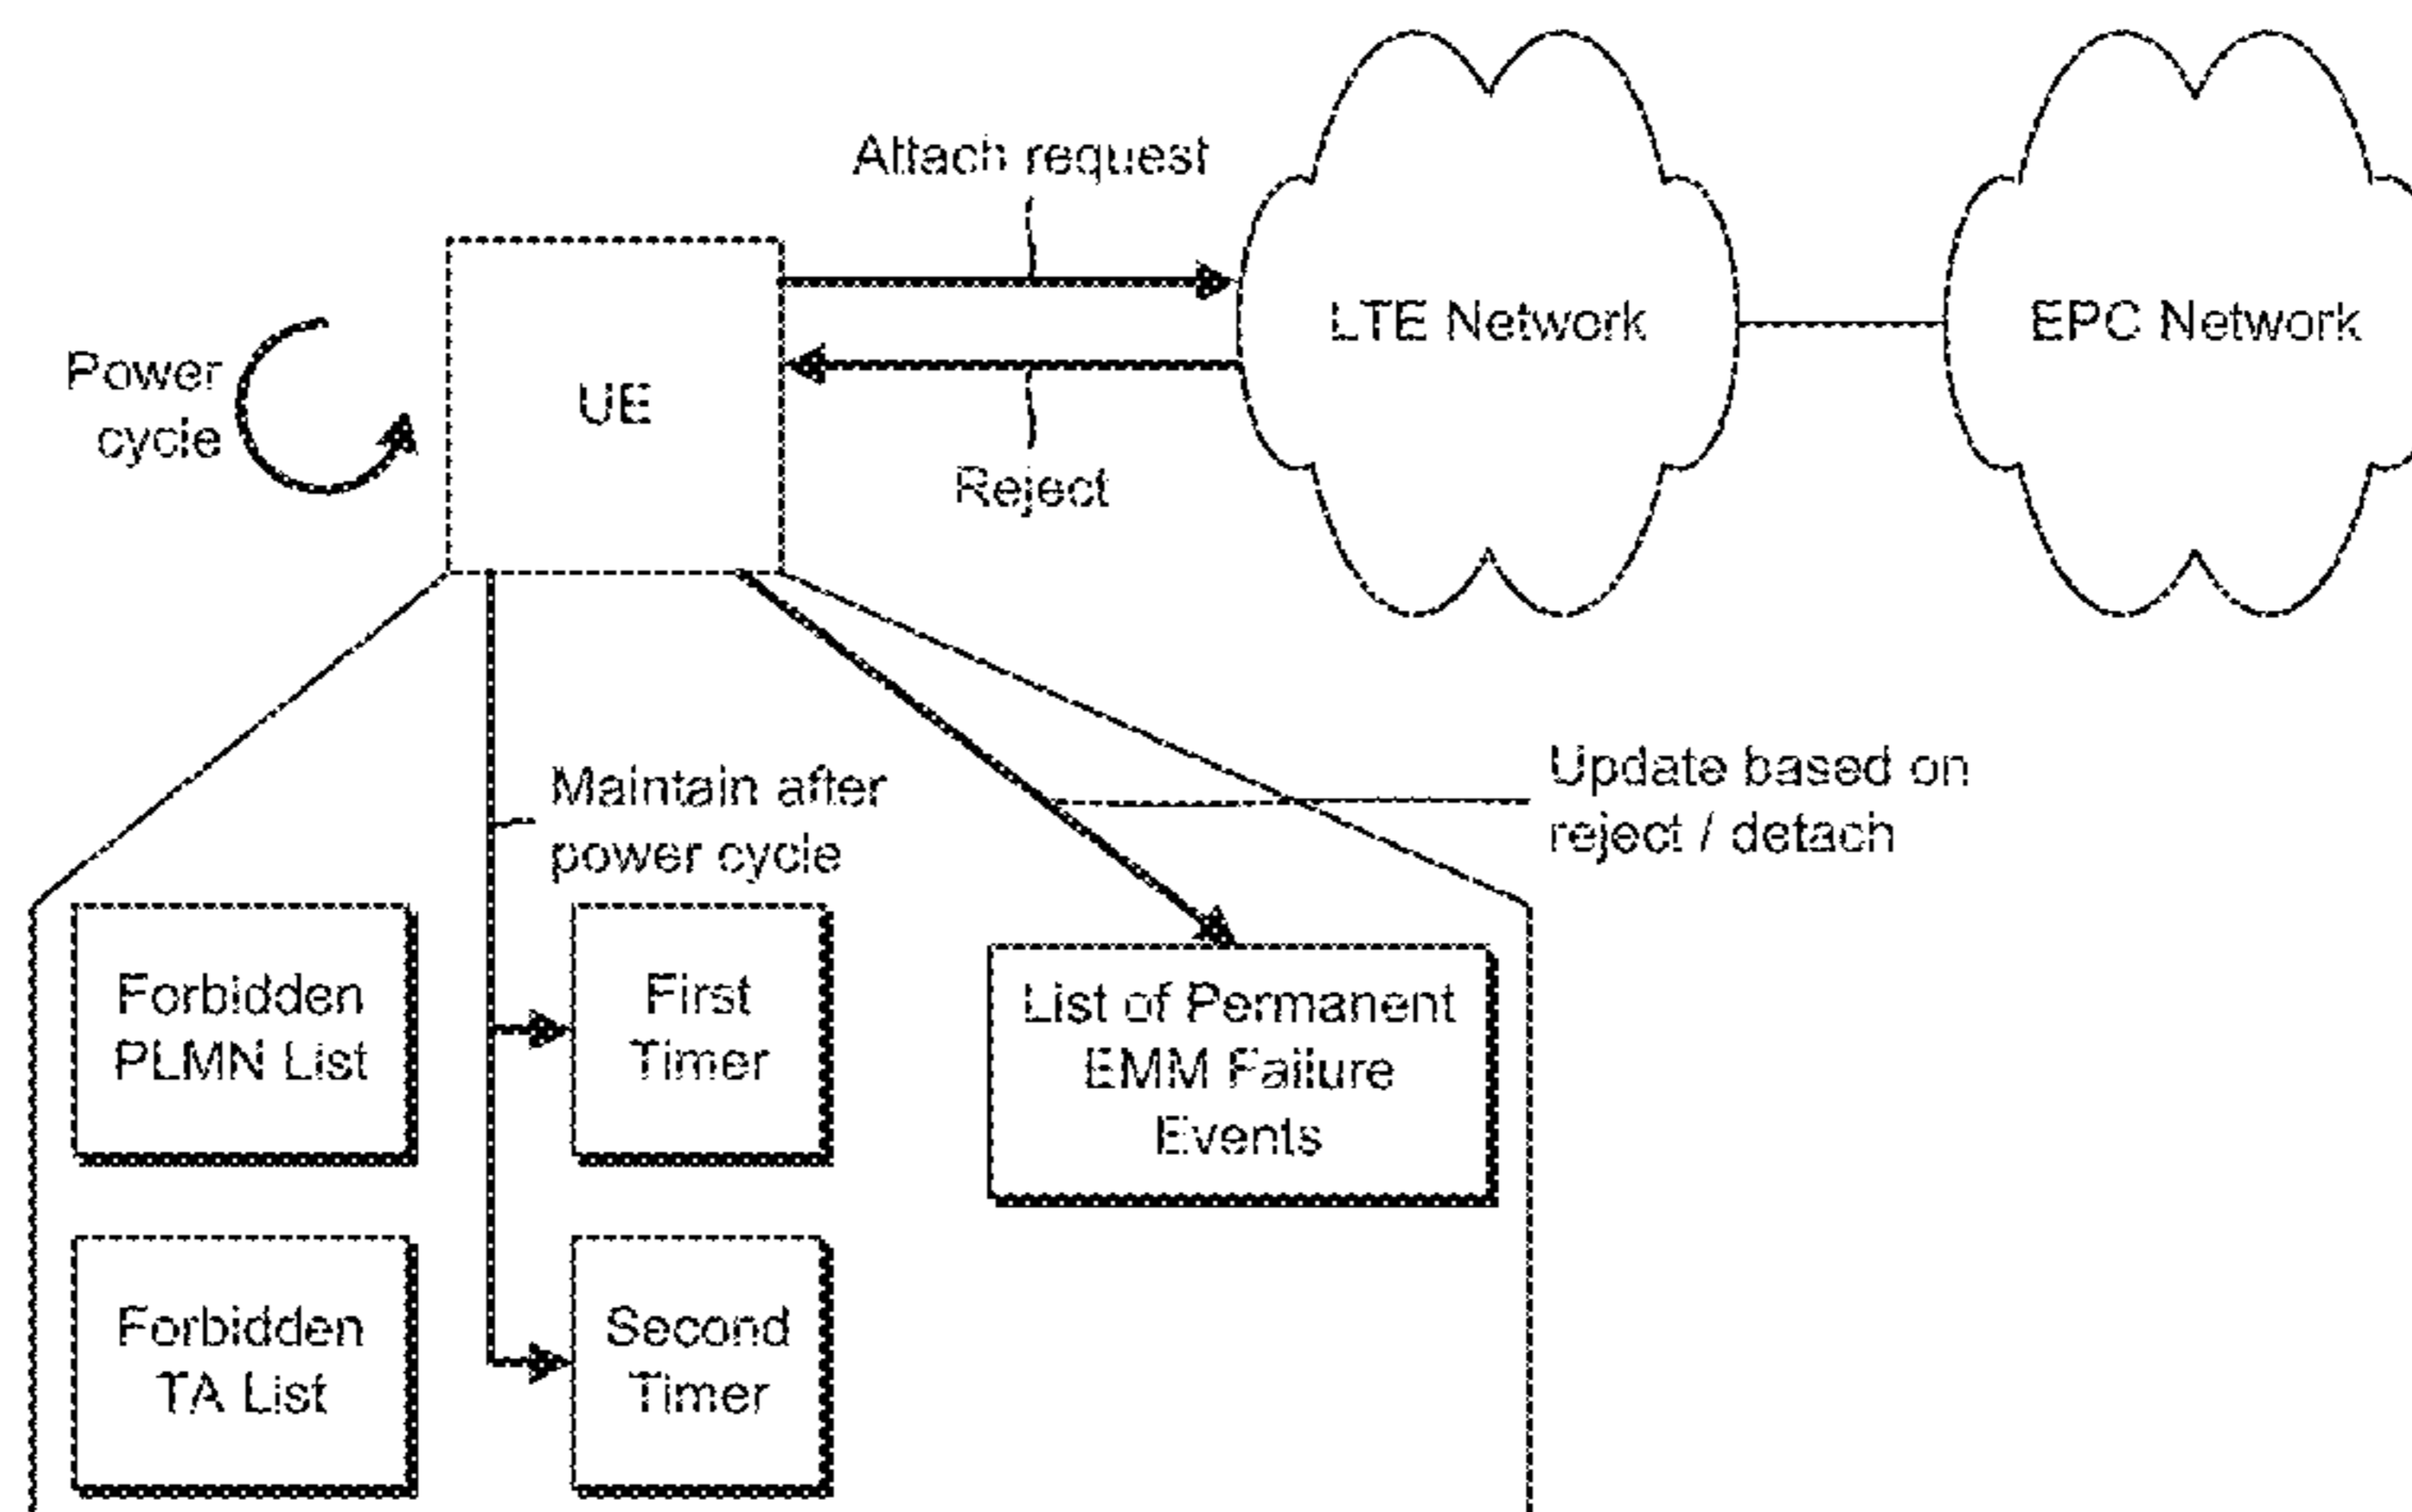 Attach request
LTE Network
EPC Network
Power
cycle
UE
Reject
Maintain after
power cycle
Update based on
reject / detach
Forbidden
PLMN List
First
Timer
List of Permanent
EMM Failure
Events
Forbidden
TA List
Second
Timer